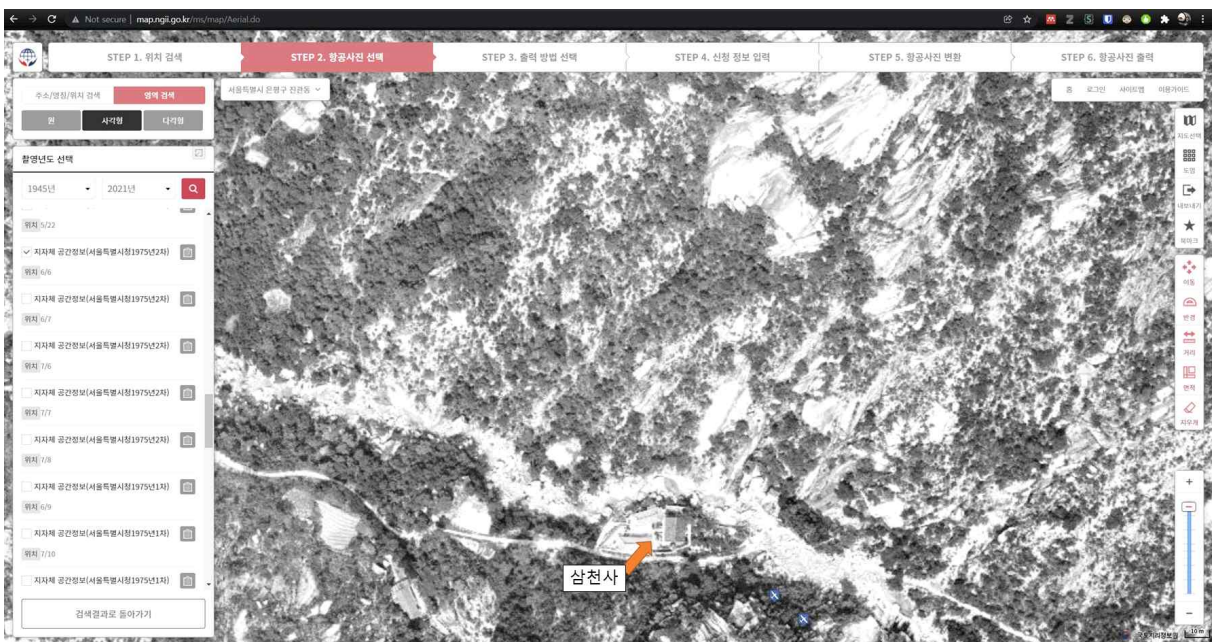 Not secure | map.ngii.go.kr/ms/map/Aerial.do
STEP 1. 위치 검색
STEP 2. 항공사진 선택
STEP 3. 출력 방법 선택
STEP 4. 신청 정보 입력
STEP 5. 항공사진 변환
STEP 6. 항공사진 출력
주소/명칭/위치 검색
영역 검색
원
사각형
다각형
서울특별시 은평구 진관동
홈
로그인
사이트맵
이용가이드
촬영년도 선택
1945년
2021년
위치 5/22
지자체 공간정보(서울특별시청1975년2차)
위치 6/6
지자체 공간정보(서울특별시청1975년2차)
위치 6/7
지자체 공간정보(서울특별시청1975년2차)
위치 7/6
지자체 공간정보(서울특별시청1975년2차)
위치 7/7
지자체 공간정보(서울특별시청1975년2차)
위치 7/8
지자체 공간정보(서울특별시청1975년1차)
위치 6/9
지자체 공간정보(서울특별시청1975년1차)
위치 7/10
지자체 공간정보(서울특별시청1975년1차)
검색결과로 돌아가기
지도선택
도엽
내보내기
북마크
이동
반경
거리
면적
지우개
삼천사
국토지리정보원
10 m